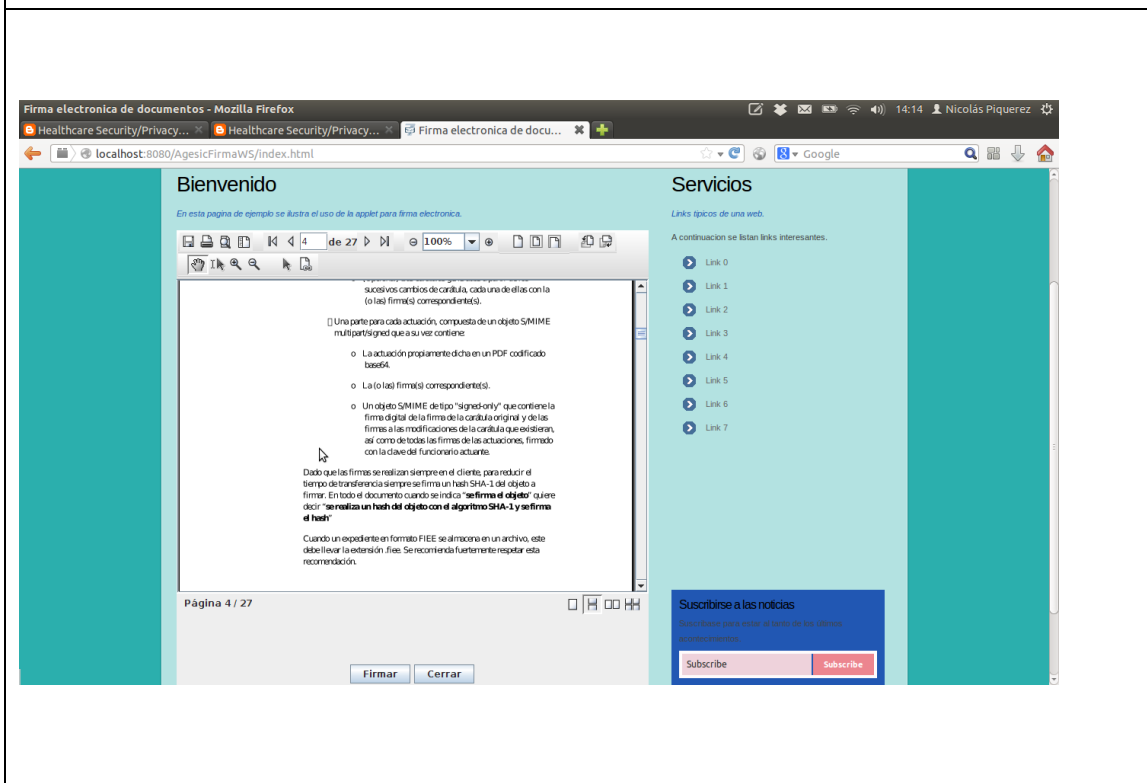 Firma electronica de documentos - Mozilla Firefox
14:14 Nicolás Piquerez
Healthcare Security/Privacy...
Healthcare Security/Privacy...
Firma electronica de docu...
localhost:8080/AgesicFirmaWS/index.html
Google
Bienvenido
En esta pagina de ejemplo se ilustra el uso de la applet para firma electronica.
4 de 27
100%
sucesivos cambios de carátula, cada una de ellas con la
(o las) firma(s) correspondiente(s).
Una parte para cada actuación, compuesta de un objeto S/MIME
multipart/signed que a su vez contiene:
o La actuación propiamente dicha en un PDF codificado
base64.
o La (o las) firma(s) correspondiente(s).
o Un objeto S/MIME de tipo "signed-only" que contiene la
firma digital de la firma de la carátula original y de las
firmas a las modificaciones de la carátula que existieran,
así como de todas las firmas de las actuaciones, firmado
con la clave del funcionario actuante.
Dado que las firmas se realizan siempre en el cliente, para reducir el
tiempo de transferencia siempre se firma un hash SHA-1 del objeto a
firmar. En todo el documento cuando se indica "se firma el objeto" quiere
decir "se realiza un hash del objeto con el algoritmo SHA-1 y se firma
el hash"
Cuando un expediente en formato FIEE se almacena en un archivo, este
debe llevar la extensión .fiee. Se recomienda fuertemente respetar esta
recomendación.
Página 4 / 27
Firmar Cerrar
Servicios
Links tipicos de una web.
A continuacion se listan links interesantes.
Link 0
Link 1
Link 2
Link 3
Link 4
Link 5
Link 6
Link 7
Suscribirse a las noticias
Subscribe Subscribe